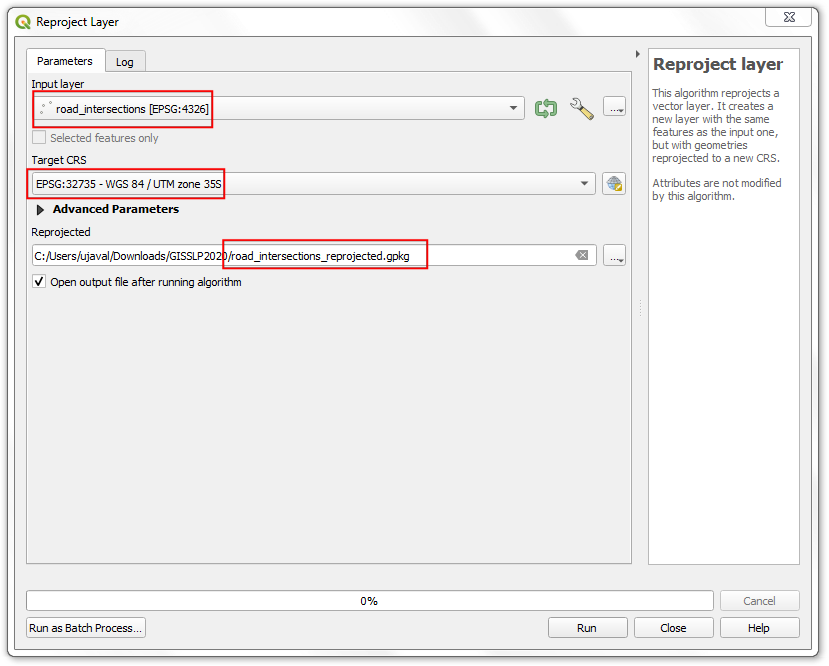 Reproject Layer
Parameters
Log
Input layer
road_intersections [EPSG:4326]
...
Selected features only
Target CRS
EPSG:32735 - WGS 84 / UTM zone 35S
Advanced Parameters
Reprojected
C:/Users/ujaval/Downloads/GISSLP2020/road_intersections_reprojected.gpkg
...
Open output file after running algorithm
Reproject layer
This algorithm reprojects a
vector layer. It creates a
new layer with the same
features as the input one,
but with geometries
reprojected to a new CRS.
Attributes are not modified
by this algorithm.
0%
Cancel
Run as Batch Process...
Run
Close
Help